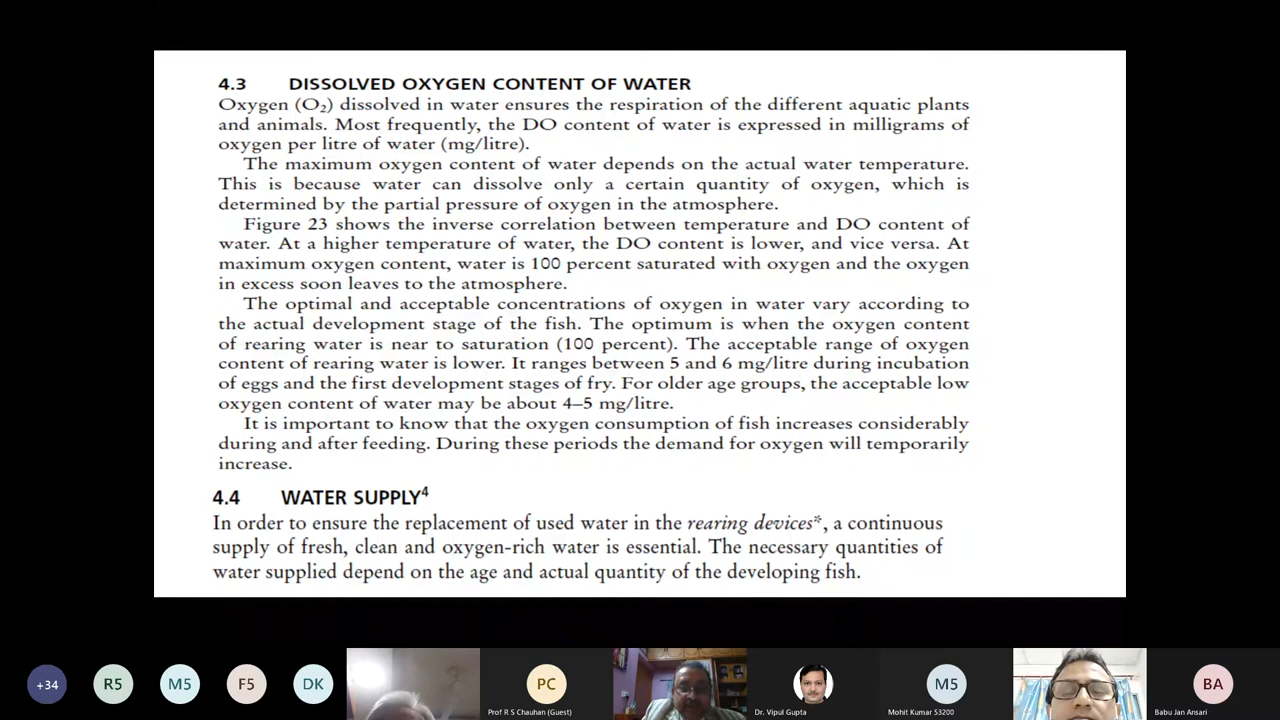 4.3 DISSOLVED OXYGEN CONTENT OF WATER
Oxygen (O₂) dissolved in water ensures the respiration of the different aquatic plants
and animals. Most frequently, the DO content of water is expressed in milligrams of
oxygen per litre of water (mg/litre).
The maximum oxygen content of water depends on the actual water temperature.
This is because water can dissolve only a certain quantity of oxygen, which is
determined by the partial pressure of oxygen in the atmosphere.
Figure 23 shows the inverse correlation between temperature and DO content of
water. At a higher temperature of water, the DO content is lower, and vice versa. At
maximum oxygen content, water is 100 percent saturated with oxygen and the oxygen
in excess soon leaves to the atmosphere.
The optimal and acceptable concentrations of oxygen in water vary according to
the actual development stage of the fish. The optimum is when the oxygen content
of rearing water is near to saturation (100 percent). The acceptable range of oxygen
content of rearing water is lower. It ranges between 5 and 6 mg/litre during incubation
of eggs and the first development stages of fry. For older age groups, the acceptable low
oxygen content of water may be about 4–5 mg/litre.
It is important to know that the oxygen consumption of fish increases considerably
during and after feeding. During these periods the demand for oxygen will temporarily
increase.
4.4 WATER SUPPLY⁴
In order to ensure the replacement of used water in the rearing devices*, a continuous
supply of fresh, clean and oxygen-rich water is essential. The necessary quantities of
water supplied depend on the age and actual quantity of the developing fish.
+34 R5 M5 F5 DK PC M5 BA
Prof R S Chauhan (Guest) Dr. Vipul Gupta Mohit Kumar 53200 Babu Jan Ansari